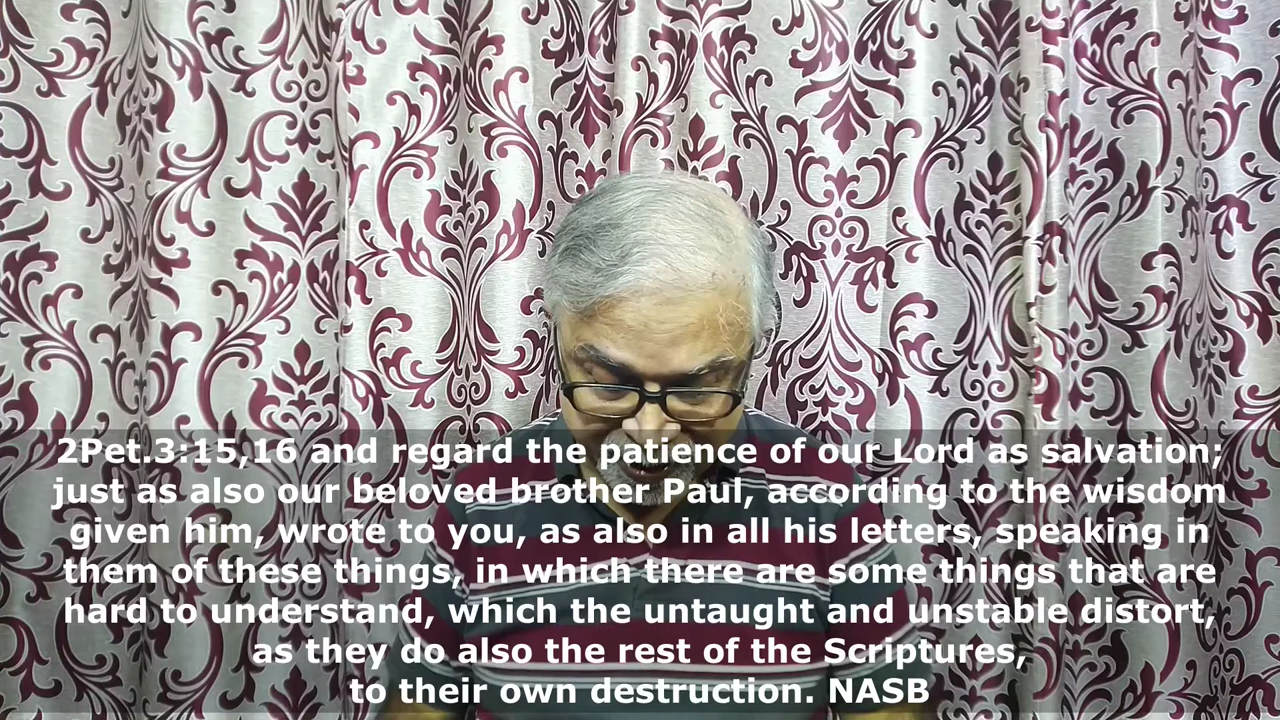 2Pet.3:15,16 and regard the patience of our Lord as salvation;
just as also our beloved brother Paul, according to the wisdom
given him, wrote to you, as also in all his letters, speaking in
them of these things, in which there are some things that are
hard to understand, which the untaught and unstable distort,
as they do also the rest of the Scriptures,
to their own destruction. NASB